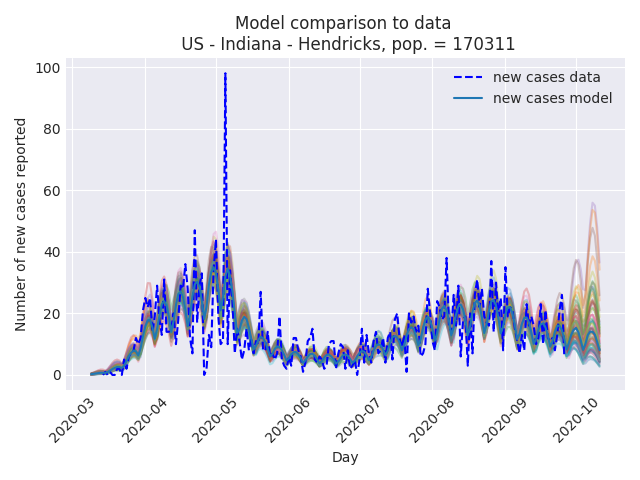 Model comparison to data
US - Indiana - Hendricks, pop. = 170311
new cases data
new cases model
Number of new cases reported
100
80
60
40
20
0
2020-03
2020-04
2020-05
2020-06
2020-07
2020-08
2020-09
2020-10
Day